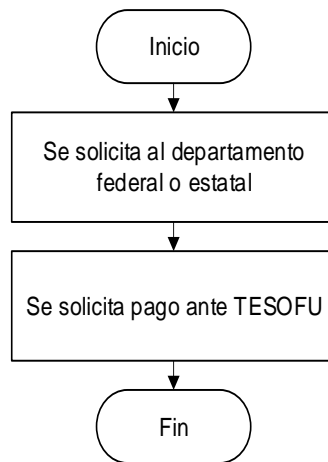 Inicio
Se solicita al departamento
federal o estatal
Se solicita pago ante TESOFU
Fin